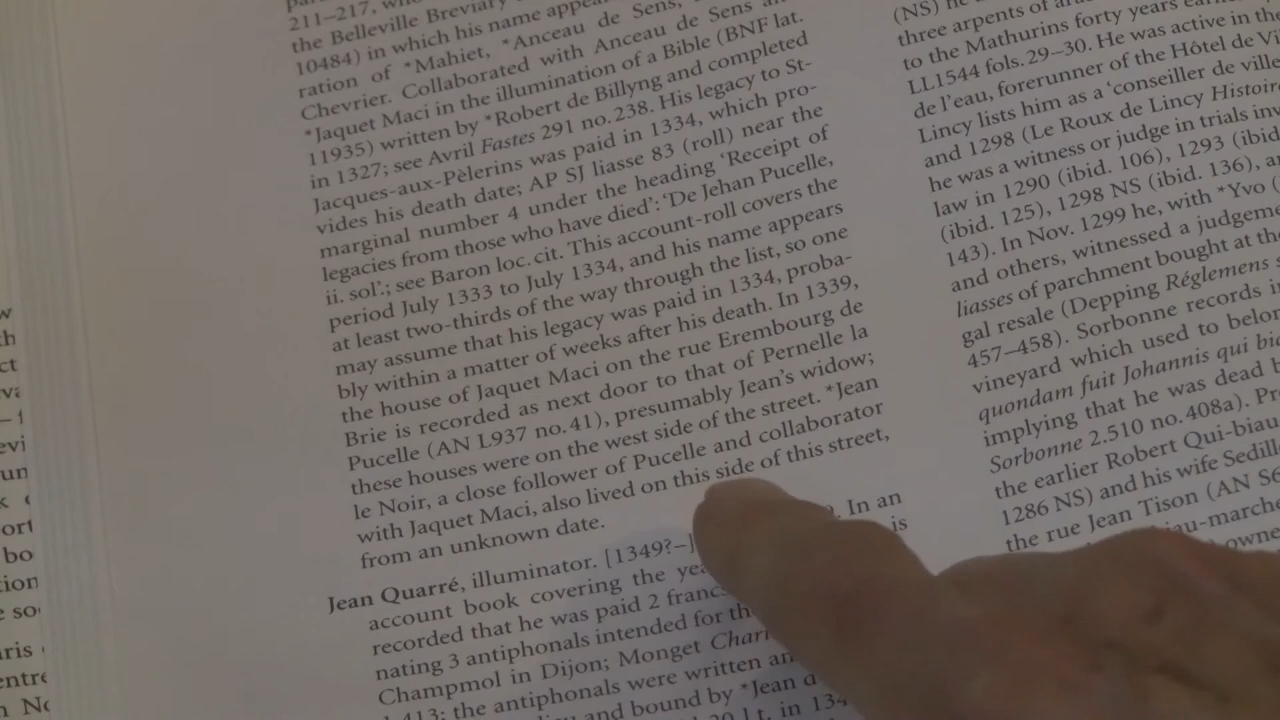 211–217,
the Belleville Breviary
10484) in which his name
ration of *Mahiet, *Anceau de Sens,
Chevrier. Collaborated with Anceau de Sens
*Jaquet Maci in the illumination of a Bible (BNF lat.
11935) written by *Robert de Billyng and completed
in 1327; see Avril Fastes 291 no. 238. His legacy to St-
Jacques-aux-Pèlerins was paid in 1334, which pro-
vides his death date; AP SJ liasse 83 (roll) near the
marginal number 4 under the heading ‘Receipt of
legacies from those who have died’: ‘De Jehan Pucelle,
ii. sol’.; see Baron loc. cit. This account-roll covers the
period July 1333 to July 1334, and his name appears
at least two-thirds of the way through the list, so one
may assume that his legacy was paid in 1334, proba-
bly within a matter of weeks after his death. In 1339,
the house of Jaquet Maci on the rue Erembourg de
Brie is recorded as next door to that of Pernelle la
Pucelle (AN L937 no. 41), presumably Jean’s widow;
these houses were on the west side of the street. *Jean
le Noir, a close follower of Pucelle and collaborator
with Jaquet Maci, also lived on this side of this street,
from an unknown date.
Jean Quarré, illuminator. [1349?–] In an
account book covering the is
recorded that he was paid 2 francs
nating 3 antiphonals intended for
Champmol in Dijon; Monget
the antiphonals were written
and bound by *Jean
in
(NS) he
three arpents of
to the Mathurins forty years
LL1544 fols. 29–30. He was active in the
de l’eau, forerunner of the Hôtel de
Lincy lists him as a ‘conseiller de ville
and 1298 (Le Roux de Lincy
he was a witness or judge in trials
law in 1290 (ibid. 106), 1293
(ibid. 125), 1298 NS (ibid. 136),
143). In Nov. 1299 he, with *Yvo
and others, witnessed a
liasses of parchment bought at
gal resale (Depping Réglemens
457–458). Sorbonne records
vineyard which used to
quondam fuit Johannis qui
implying that he was dead
Sorbonne 2.510 no. 408a).
the earlier Robert
1286 NS) and his wife
the rue Jean Tison (AN